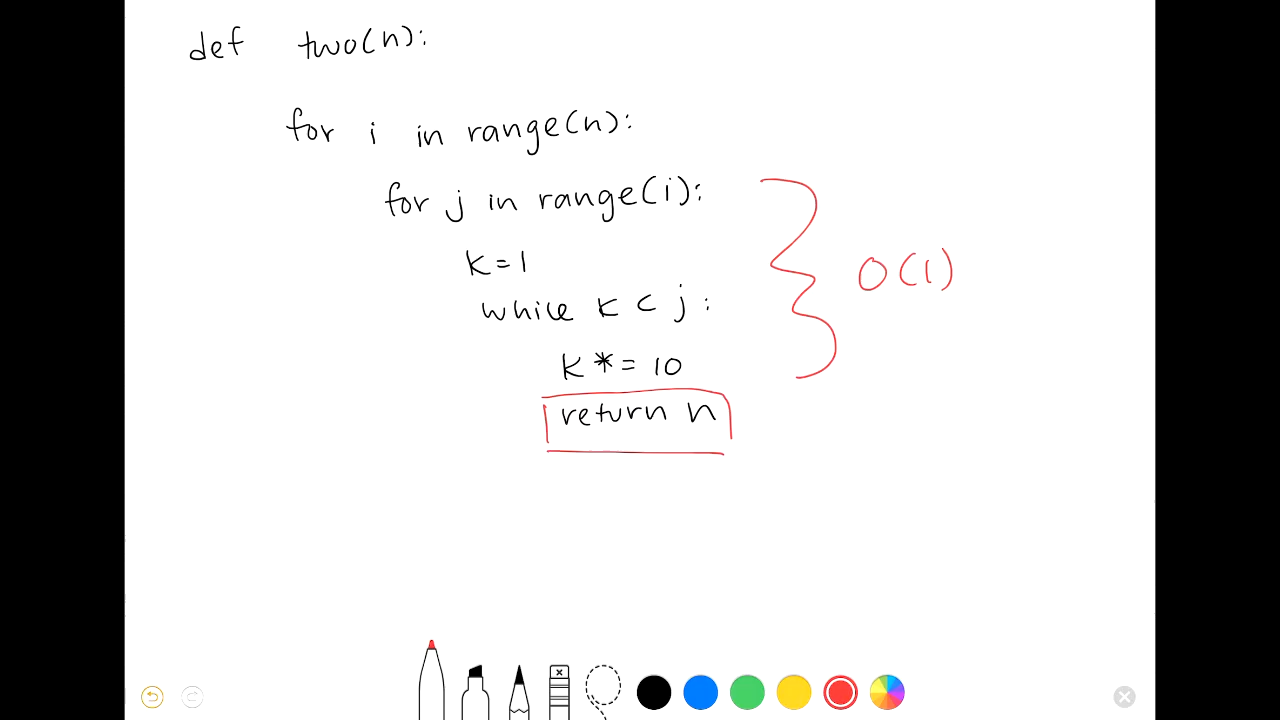 def two(n):
for i in range(n):
for j in range(i):
k=1
while k < j:
k *= 10
return n
O(1)